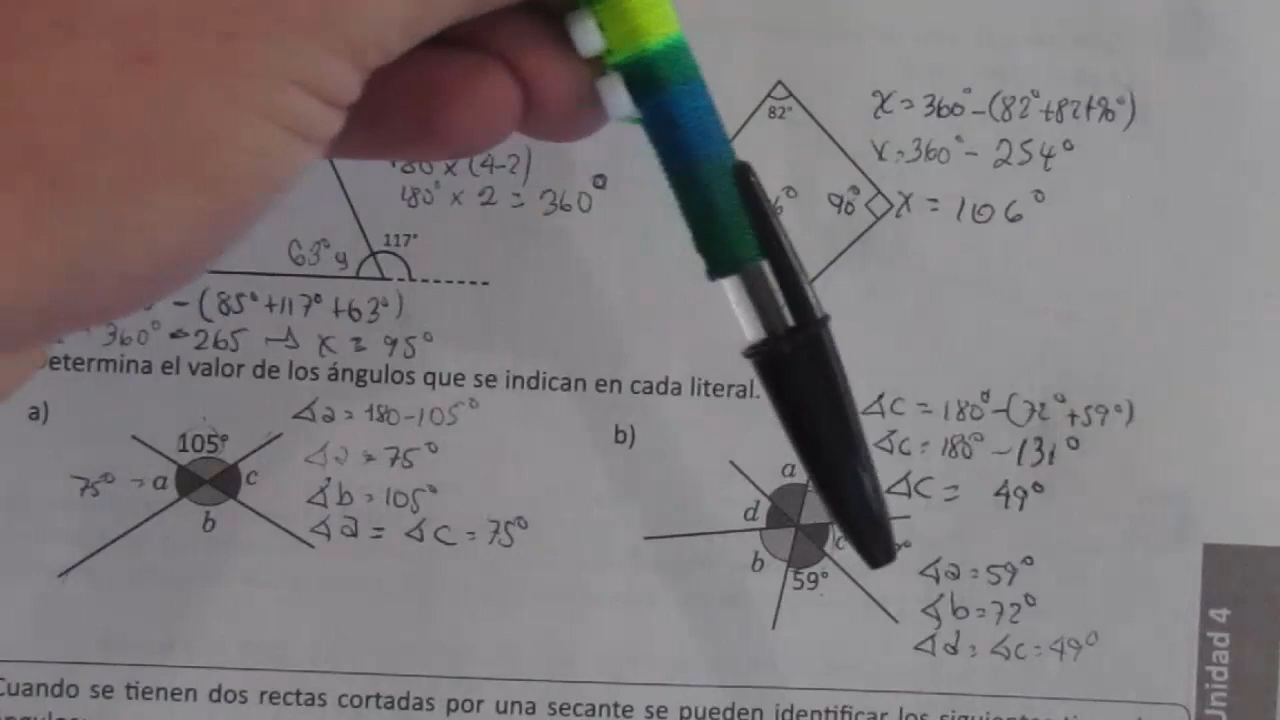 x (4-2)
180° x 2 = 360°
117°
63° y
-(85°+117°+63°)
360° = 265 → x = 95°
82°
90°
x = 360° - (82°+82+90°)
x = 360° - 254°
x = 106°
etermina el valor de los ángulos que se indican en cada literal.
a)
105°
75° → a
c
b
∡a = 180 - 105°
∡a = 75°
∡b = 105°
∡a = ∡c = 75°
b)
a
d
c
b
59°
∡c = 180° - (72° + 59°)
∡c = 180° - 131°
∡c = 49°
∡a = 59°
∡b = 72°
∡d = ∡c = 49°
Cuando se tienen dos rectas cortadas por una secante se pueden identificar los
Unidad 4